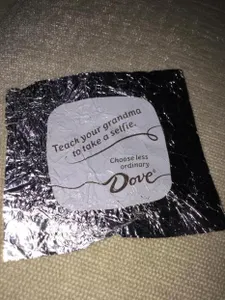 Teach your grandma
to take a selfie.
Choose less
ordinary.
Dove